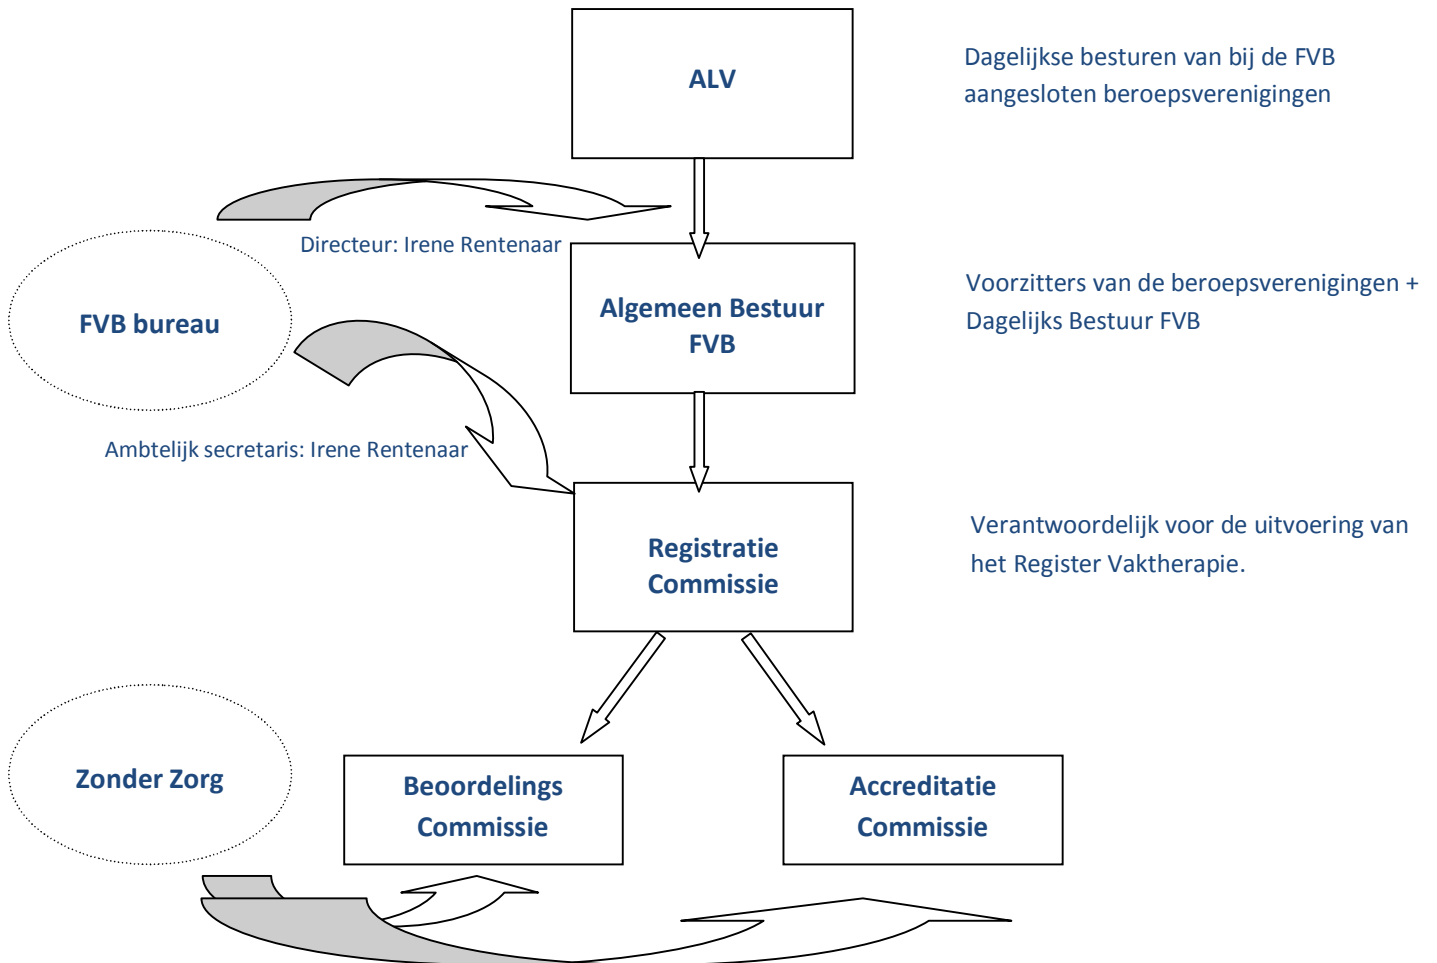 ALV
Dagelijkse besturen van bij de FVB
aangesloten beroepsverenigingen
Directeur: Irene Rentenaar
FVB bureau
Algemeen Bestuur
FVB
Voorzitters van de beroepsverenigingen +
Dagelijks Bestuur FVB
Ambtelijk secretaris: Irene Rentenaar
Registratie
Commissie
Verantwoordelijk voor de uitvoering van
het Register Vaktherapie.
Zonder Zorg
Beoordelings
Commissie
Accreditatie
Commissie